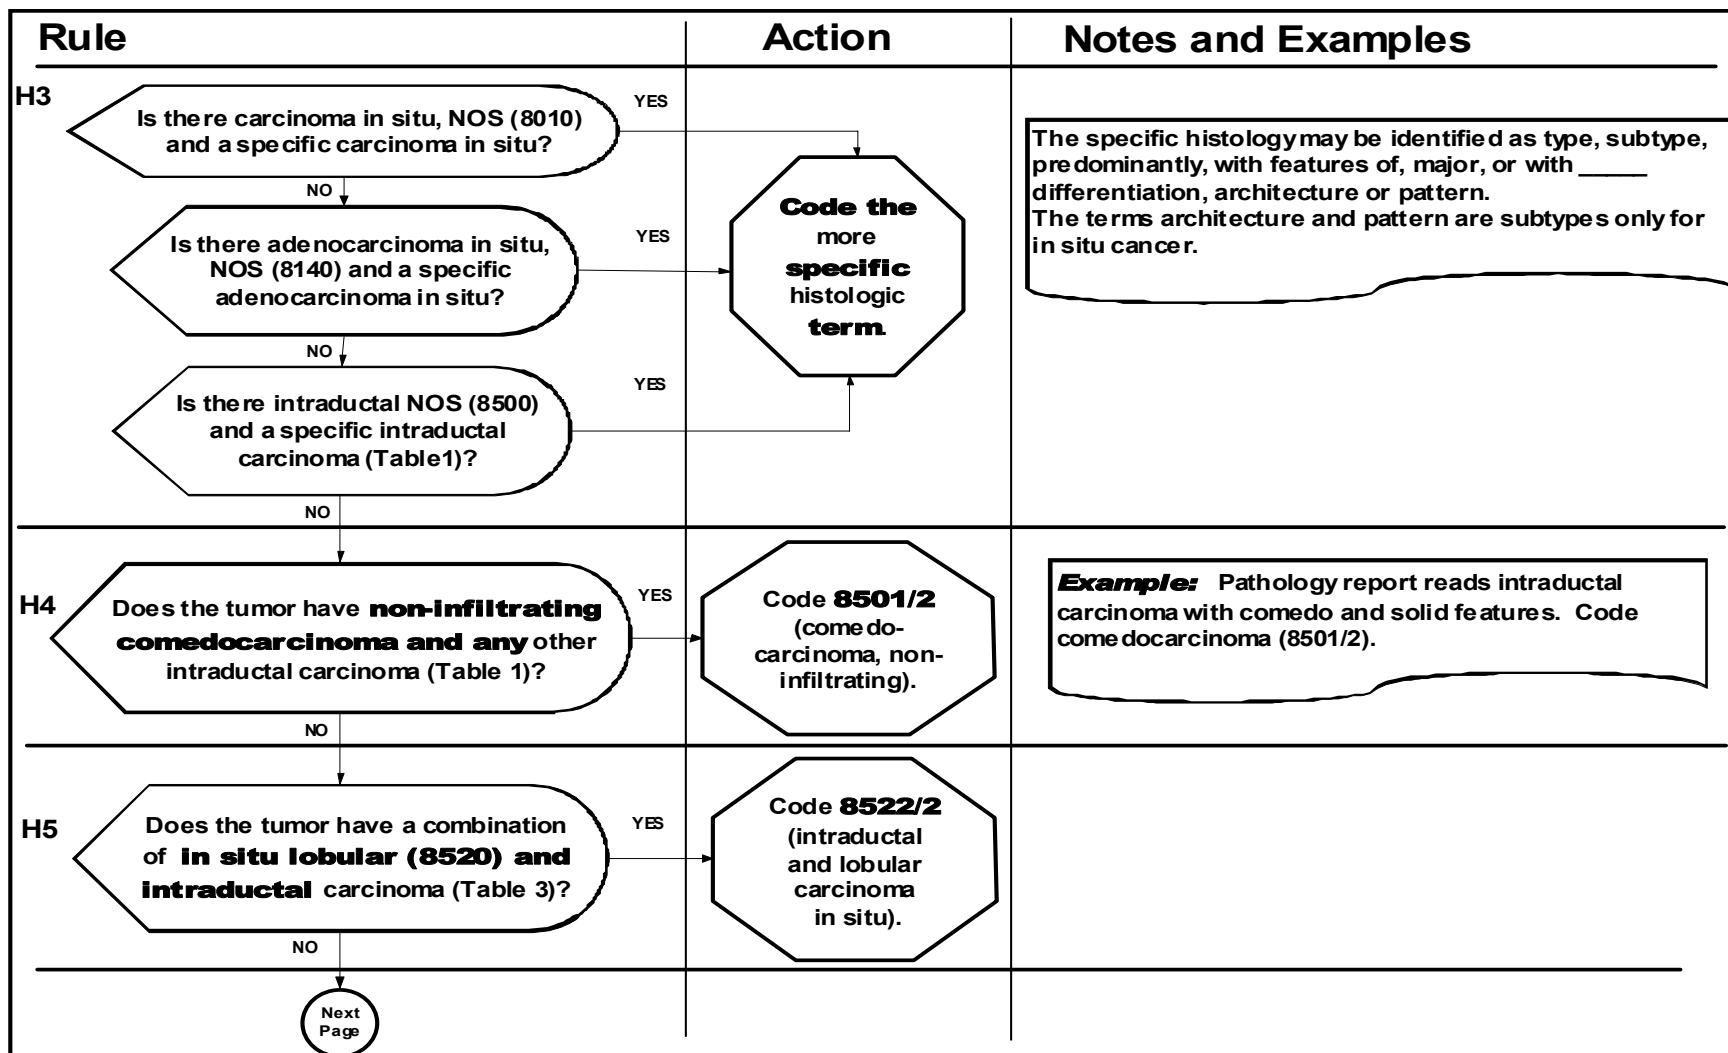 Rule
Action
Notes and Examples
H3
Is there carcinoma in situ, NOS (8010)
and a specific carcinoma in situ?
YES
NO
Is there adenocarcinoma in situ,
NOS (8140) and a specific
adenocarcinoma in situ?
YES
NO
Is there intraductal NOS (8500)
and a specific intraductal
carcinoma (Table1)?
YES
NO
Code the
more
specific
histologic
term.
The specific histology may be identified as type, subtype,
predominantly, with features of, major, or with _____
differentiation, architecture or pattern.
The terms architecture and pattern are subtypes only for
in situ cancer.
H4
Does the tumor have non-infiltrating
comedocarcinoma and any other
intraductal carcinoma (Table 1)?
YES
NO
Code 8501/2
(comedo-
carcinoma, non-
infiltrating).
Example: Pathology report reads intraductal
carcinoma with comedo and solid features. Code
comedocarcinoma (8501/2).
H5
Does the tumor have a combination
of in situ lobular (8520) and
intraductal carcinoma (Table 3)?
YES
NO
Code 8522/2
(intraductal
and lobular
carcinoma
in situ).
Next
Page